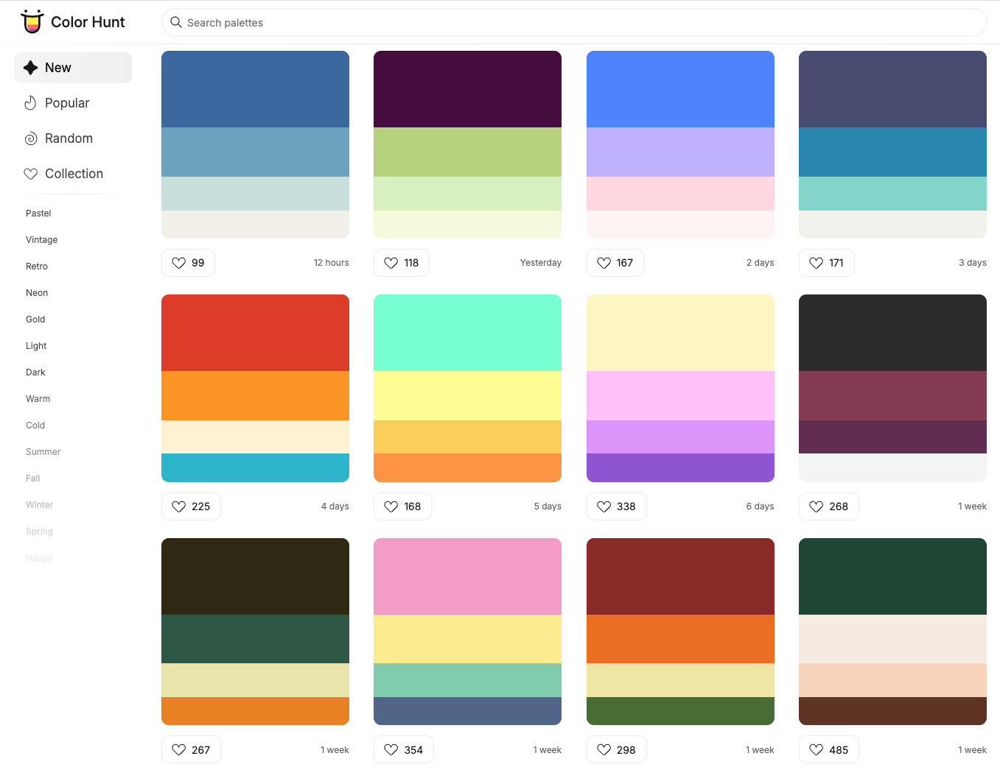 Color Hunt
Search palettes
New
Popular
Random
Collection
Pastel
Vintage
Retro
Neon
Gold
Light
Dark
Warm
Cold
Summer
Fall
Winter
Spring
Happy
99 12 hours
118 Yesterday
167 2 days
171 3 days
225 4 days
168 5 days
338 6 days
268 1 week
267 1 week
354 1 week
298 1 week
485 1 week